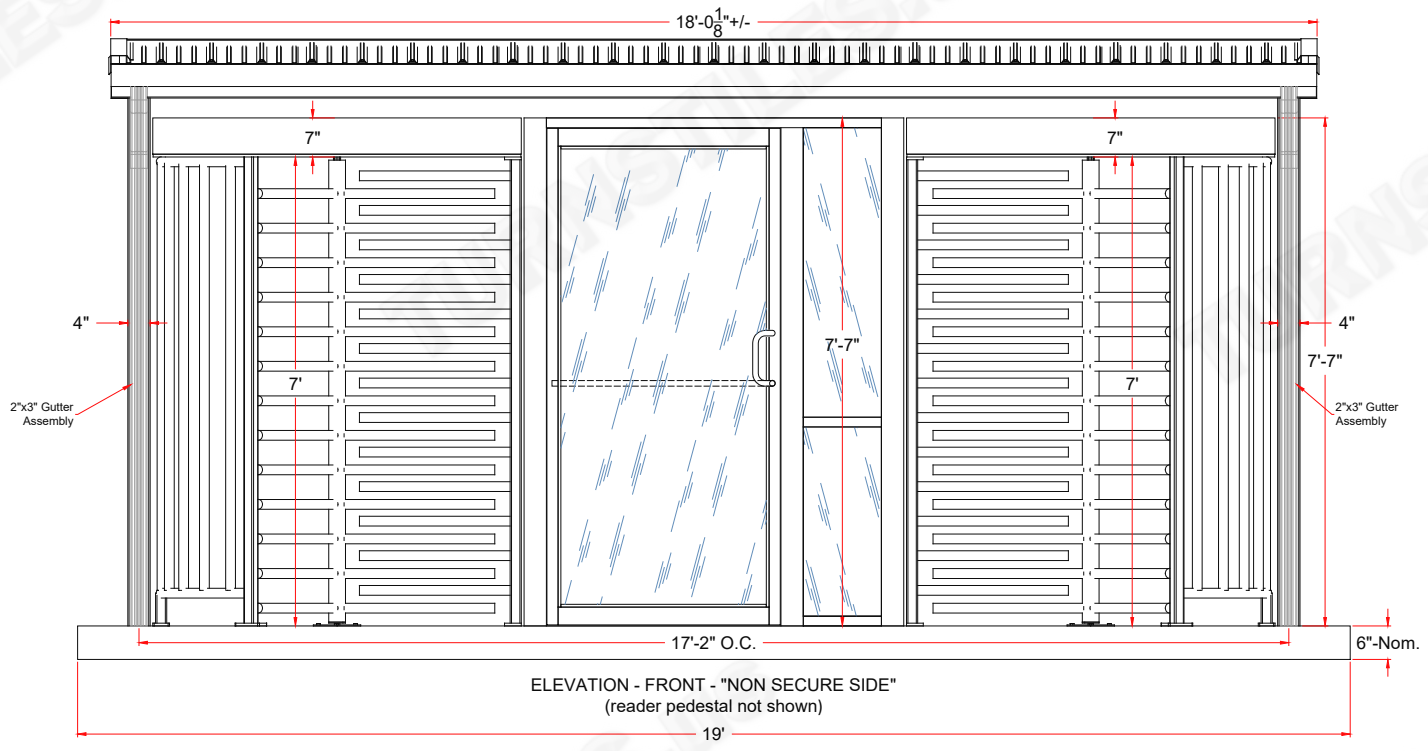 18'-0 1/8"+/-
7"
7"
4"
4"
7'-7"
7'-7"
7'
7'
2"x3" Gutter
Assembly
2"x3" Gutter
Assembly
17'-2" O.C.
6"-Nom.
ELEVATION - FRONT - "NON SECURE SIDE"
(reader pedestal not shown)
19'
TURNSTILES